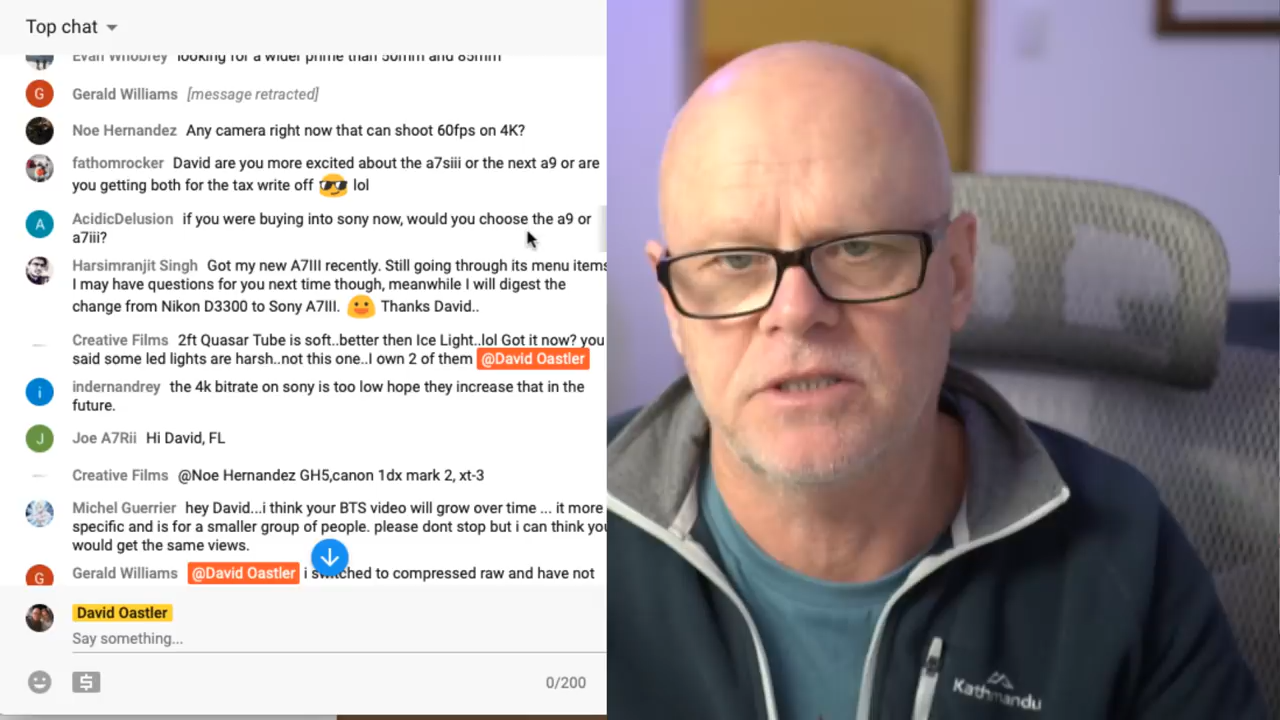 Top chat
Evan Whobrey looking for a wider prime than 50mm and 85mm
G Gerald Williams [message retracted]
Noe Hernandez Any camera right now that can shoot 60fps on 4K?
fathomrocker David are you more excited about the a7siii or the next a9 or are
you getting both for the tax write off 😎 lol
A AcidicDelusion if you were buying into sony now, would you choose the a9 or
a7iii?
Harsimranjit Singh Got my new A7III recently. Still going through its menu items
I may have questions for you next time though, meanwhile I will digest the
change from Nikon D3300 to Sony A7III. 😛 Thanks David..
Creative Films 2ft Quasar Tube is soft..better then Ice Light..lol Got it now? you
said some led lights are harsh..not this one..I own 2 of them @David Oastler
i indernandrey the 4k bitrate on sony is too low hope they increase that in the
future.
J Joe A7Rii Hi David, FL
Creative Films @Noe Hernandez GH5,canon 1dx mark 2, xt-3
Michel Guerrier hey David...i think your BTS video will grow over time ... it more
specific and is for a smaller group of people. please dont stop but i can think you
would get the same views.
G Gerald Williams @David Oastler i switched to compressed raw and have not
David Oastler
Say something...
0/200
Kathmandu